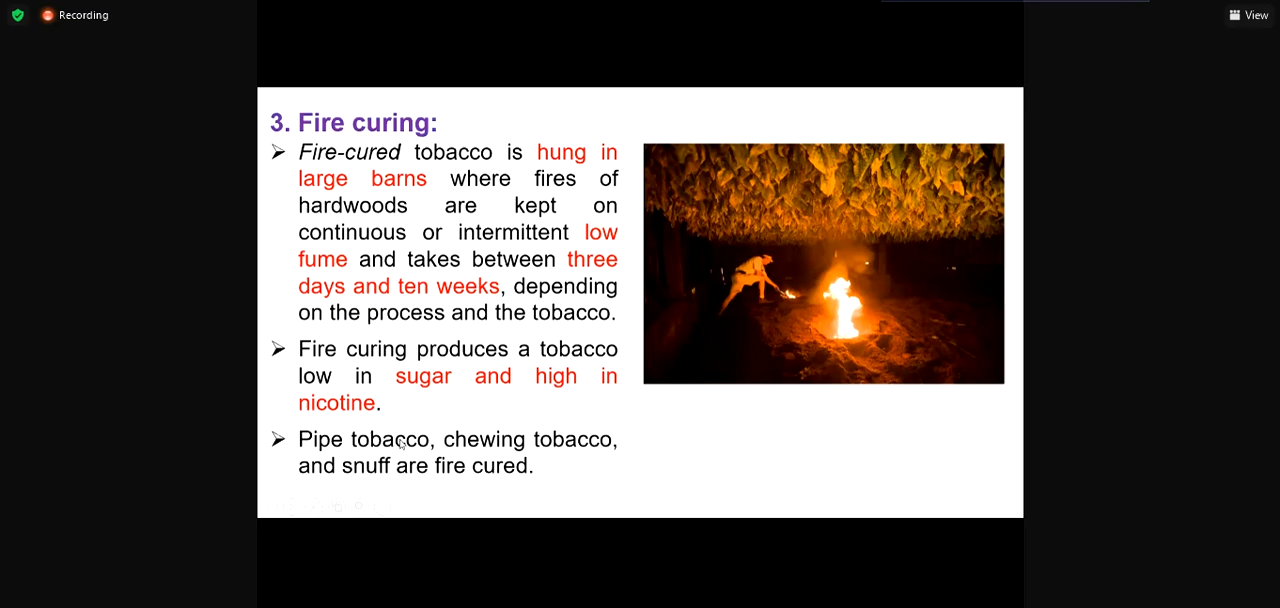 Recording
View
3. Fire curing:
➢ Fire-cured tobacco is hung in
large barns where fires of
hardwoods are kept on
continuous or intermittent low
fume and takes between three
days and ten weeks, depending
on the process and the tobacco.
➢ Fire curing produces a tobacco
low in sugar and high in
nicotine.
➢ Pipe tobacco, chewing tobacco,
and snuff are fire cured.